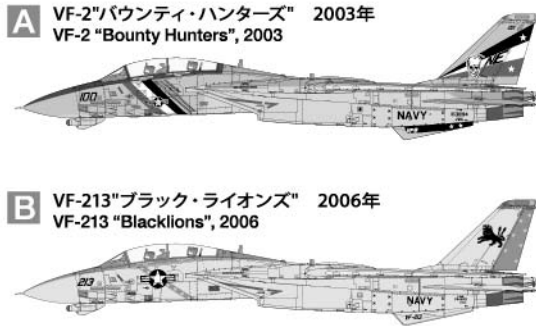 A
VF-2"バウンティ・ハンターズ" 2003年
VF-2 “Bounty Hunters”, 2003
NE
100
NAVY
B
VF-213"ブラック・ライオンズ" 2006年
VF-213 “Blacklions”, 2006
213
NAVY
VF-213